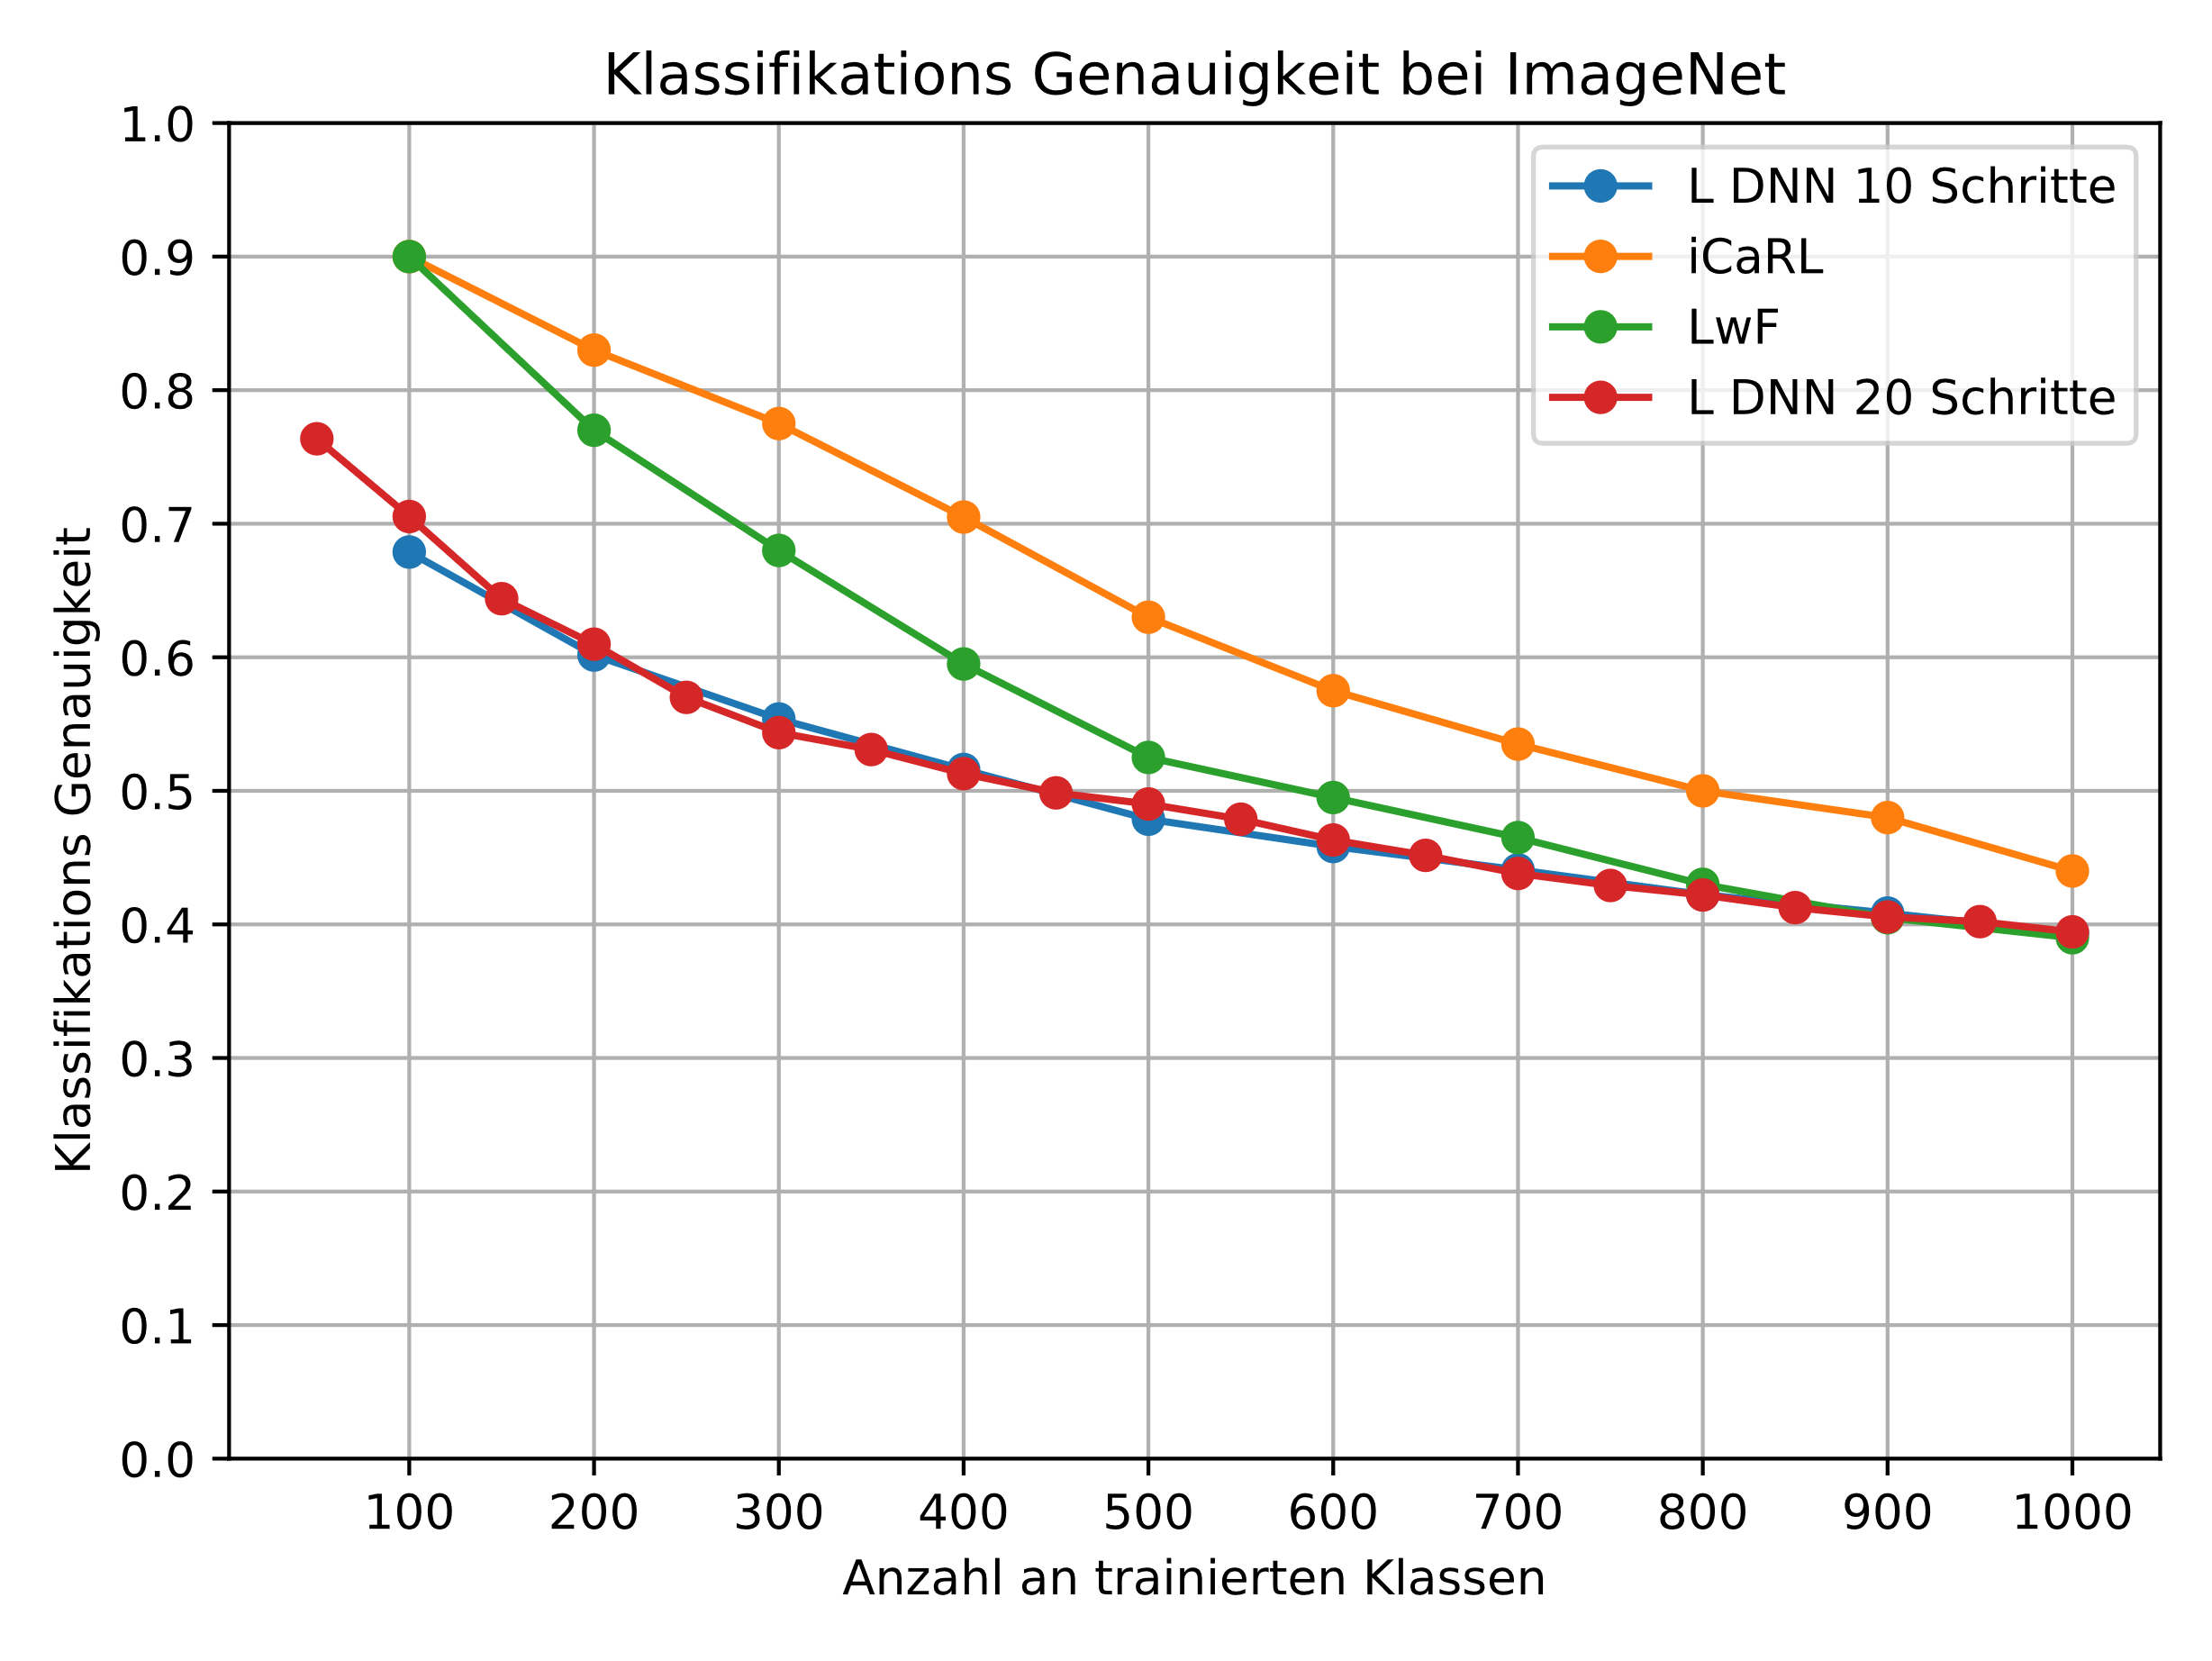 Klassifikations Genauigkeit bei ImageNet
L DNN 10 Schritte
iCaRL
LwF
L DNN 20 Schritte
Klassifikations Genauigkeit
1.0
0.9
0.8
0.7
0.6
0.5
0.4
0.3
0.2
0.1
0.0
100 200 300 400 500 600 700 800 900 1000
Anzahl an trainierten Klassen